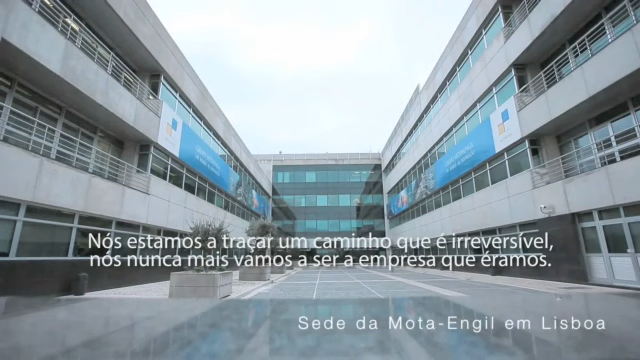 Nós estamos a traçar um caminho que é irreversível,
nós nunca mais vamos a ser a empresa que éramos.
Sede da Mota-Engil em Lisboa